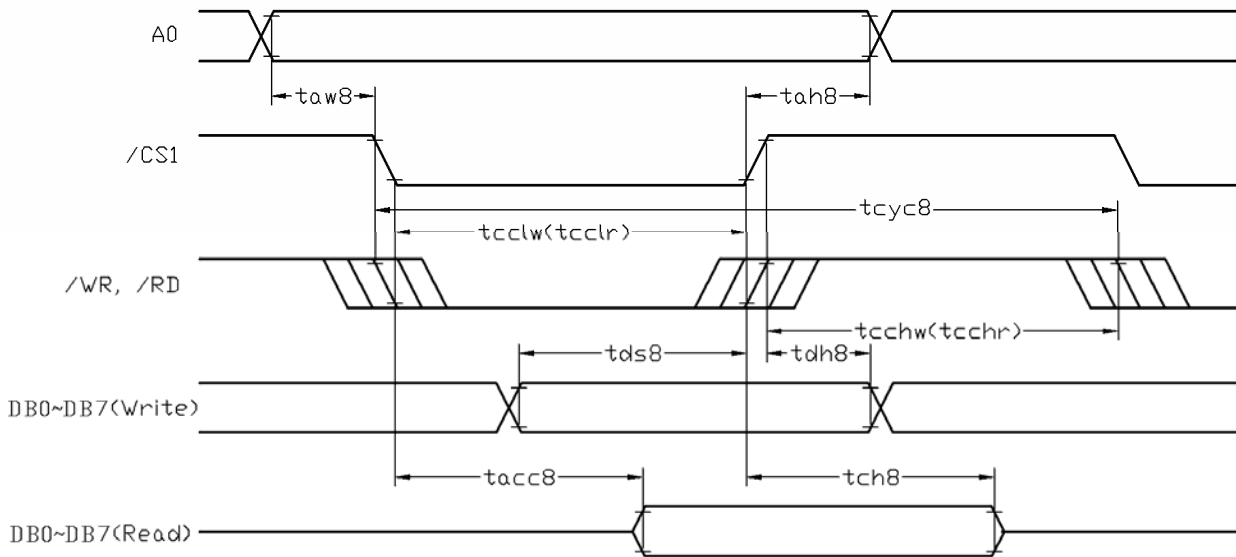 A0
taw8
tah8
/CS1
tcyc8
tcclw(tcclr)
/WR, /RD
tcchw(tcchr)
tds8
tdh8
DB0~DB7(Write)
tacc8
tch8
DB0~DB7(Read)